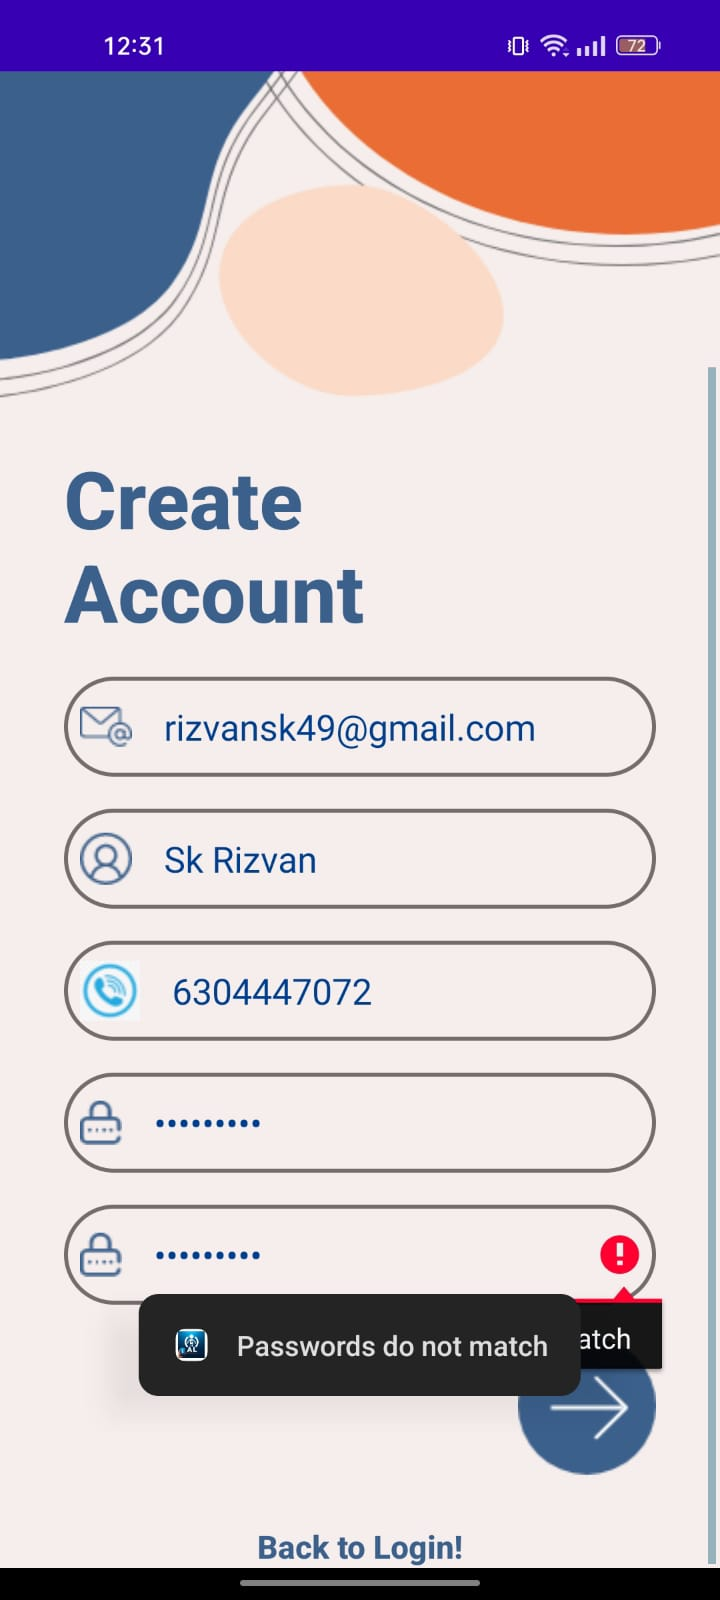 12:31
72
Create
Account
rizvansk49@gmail.com
Sk Rizvan
6304447072
•••••••••
•••••••••
Passwords do not match
atch
Back to Login!